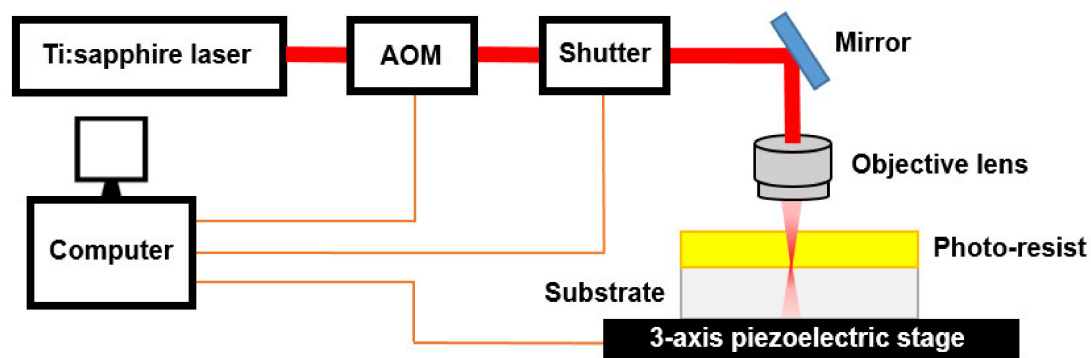 Ti:sapphire laser
AOM
Shutter
Mirror
Objective lens
Computer
Photo-resist
Substrate
3-axis piezoelectric stage